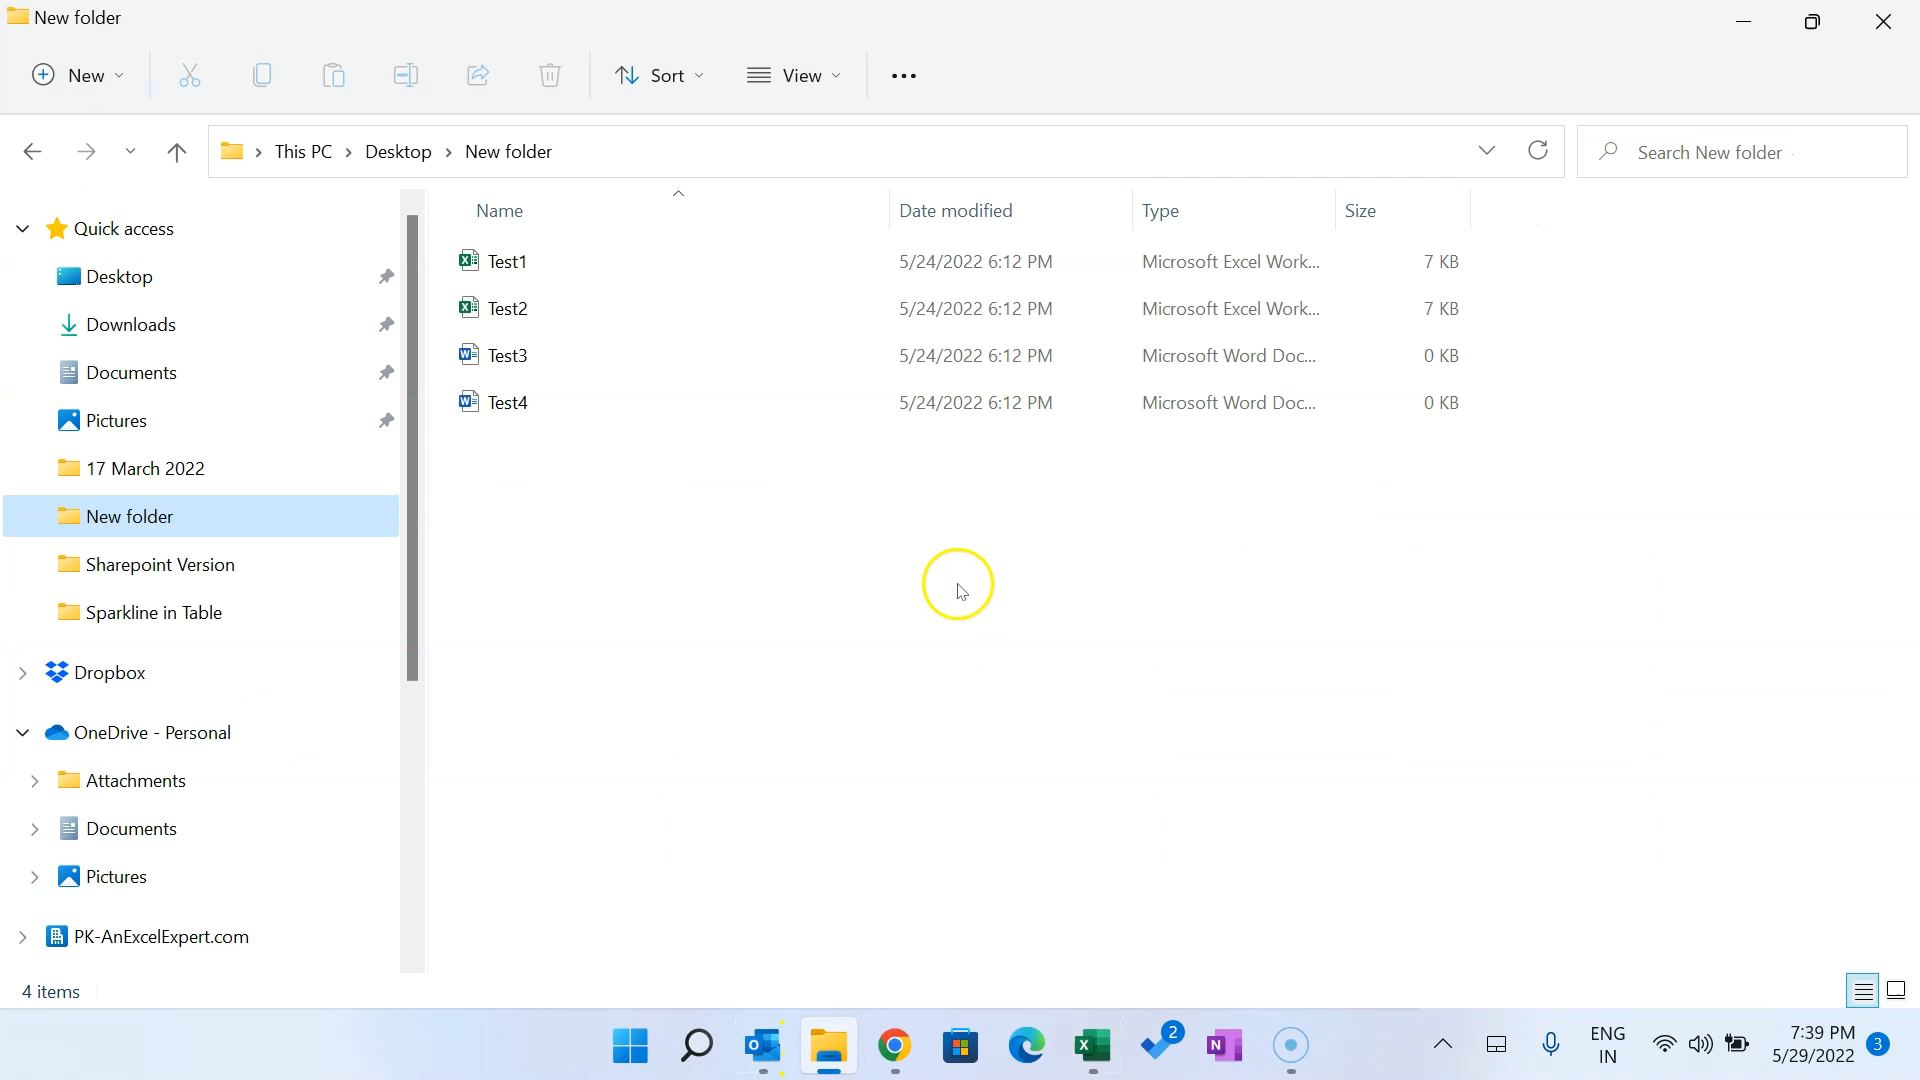 New folder
New
Sort
View
This PC
Desktop
New folder
Search New folder
Quick access
Desktop
Downloads
Documents
Pictures
17 March 2022
New folder
Sharepoint Version
Sparkline in Table
Dropbox
OneDrive - Personal
Attachments
Documents
Pictures
PK-AnExcelExpert.com
Name Date modified Type Size
Test1 5/24/2022 6:12 PM Microsoft Excel Work... 7 KB
Test2 5/24/2022 6:12 PM Microsoft Excel Work... 7 KB
Test3 5/24/2022 6:12 PM Microsoft Word Doc... 0 KB
Test4 5/24/2022 6:12 PM Microsoft Word Doc... 0 KB
4 items
2
ENG
IN
7:39 PM
5/29/2022
3